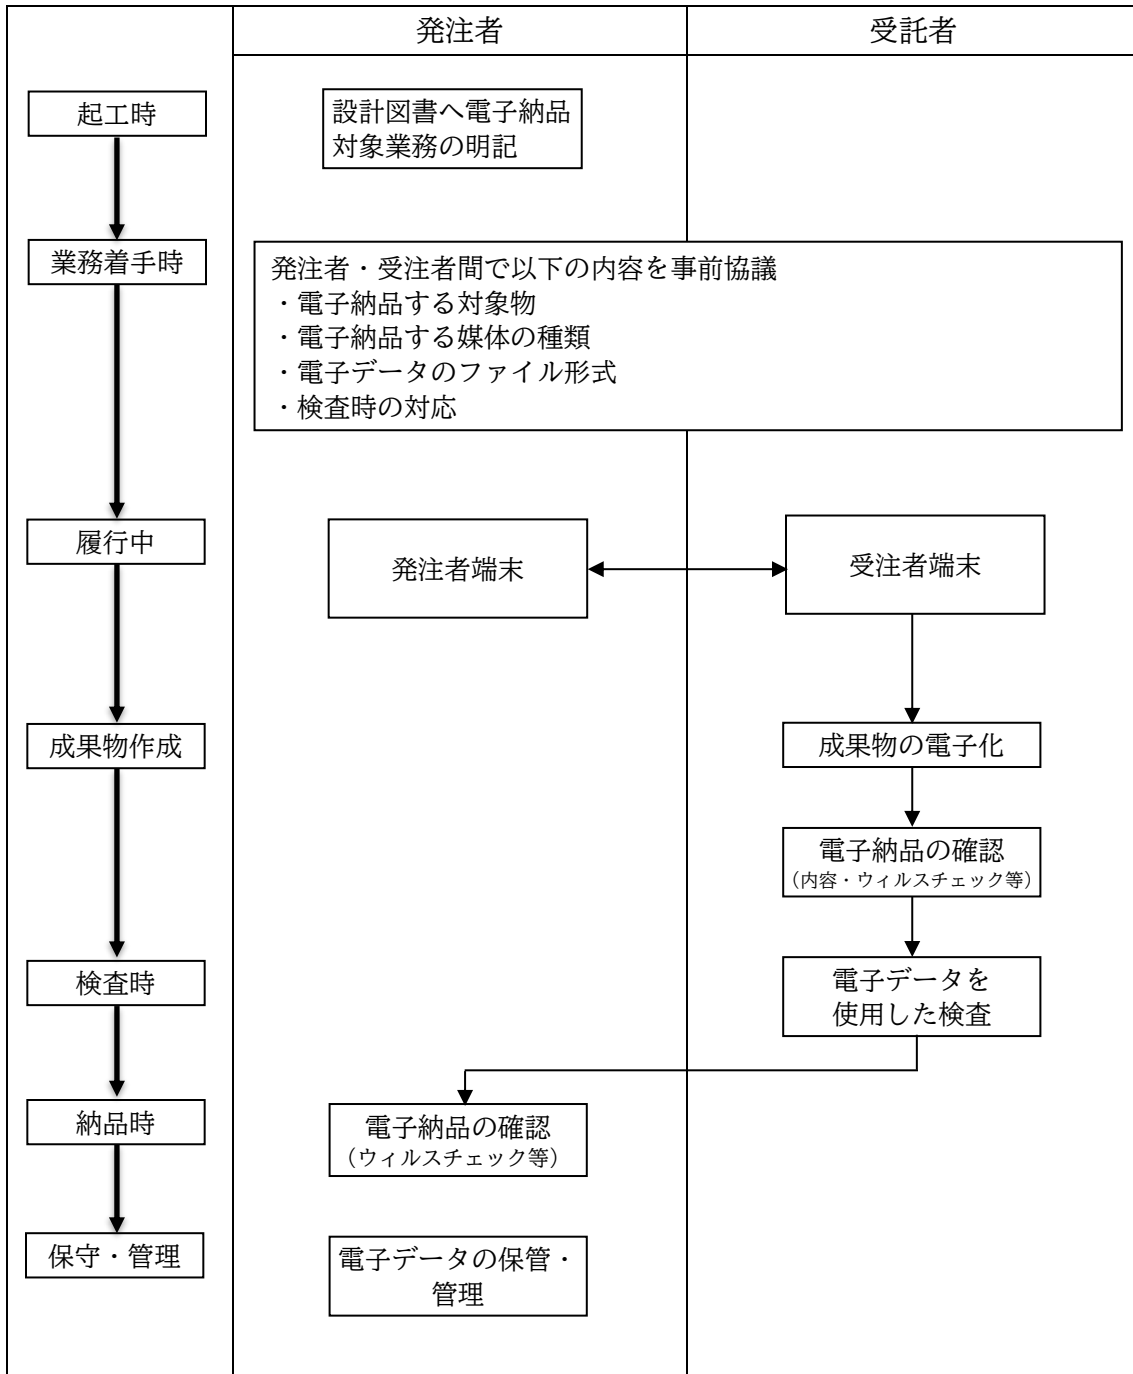 発注者
受託者
起工時
設計図書へ電子納品
対象業務の明記
業務着手時
発注者・受注者間で以下の内容を事前協議
・電子納品する対象物
・電子納品する媒体の種類
・電子データのファイル形式
・検査時の対応
履行中
発注者端末
受注者端末
成果物作成
成果物の電子化
電子納品の確認
（内容・ウィルスチェック等）
検査時
電子データを
使用した検査
納品時
電子納品の確認
（ウィルスチェック等）
保守・管理
電子データの保管・
管理